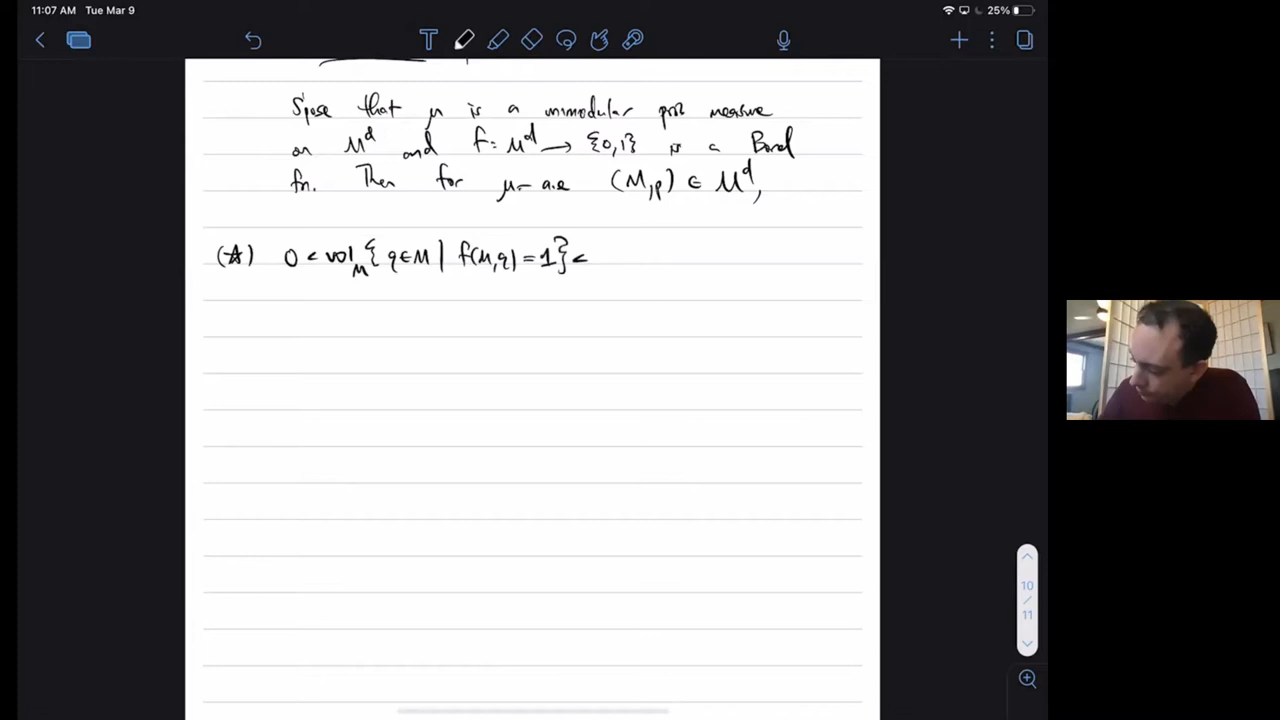 11:07 AM Tue Mar 9
25%
Spose that μ is a unimodular prob measure
on M^d and f: M^d → {0,1} is a Borel
fn. Then for μ-a.e (M,p) ∈ M^d,
(☆) 0 < vol_M { q∈M | f(M,q) = 1} <
10
/
11